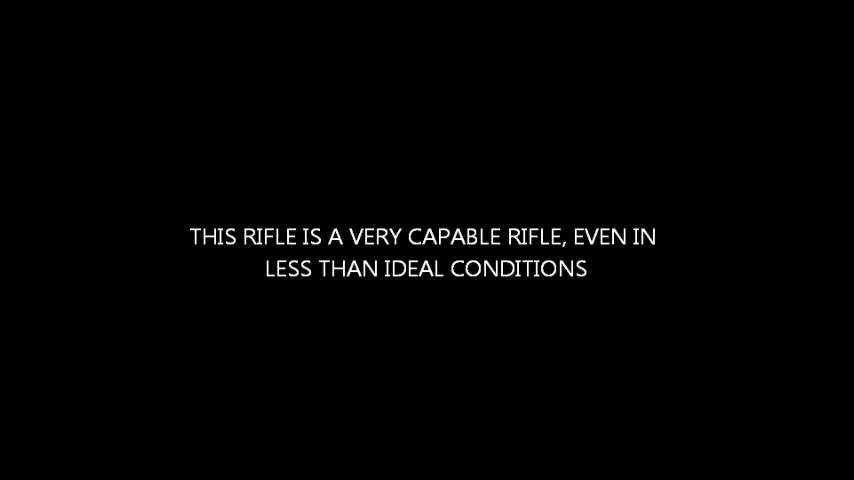 THIS RIFLE IS A VERY CAPABLE RIFLE, EVEN IN
LESS THAN IDEAL CONDITIONS